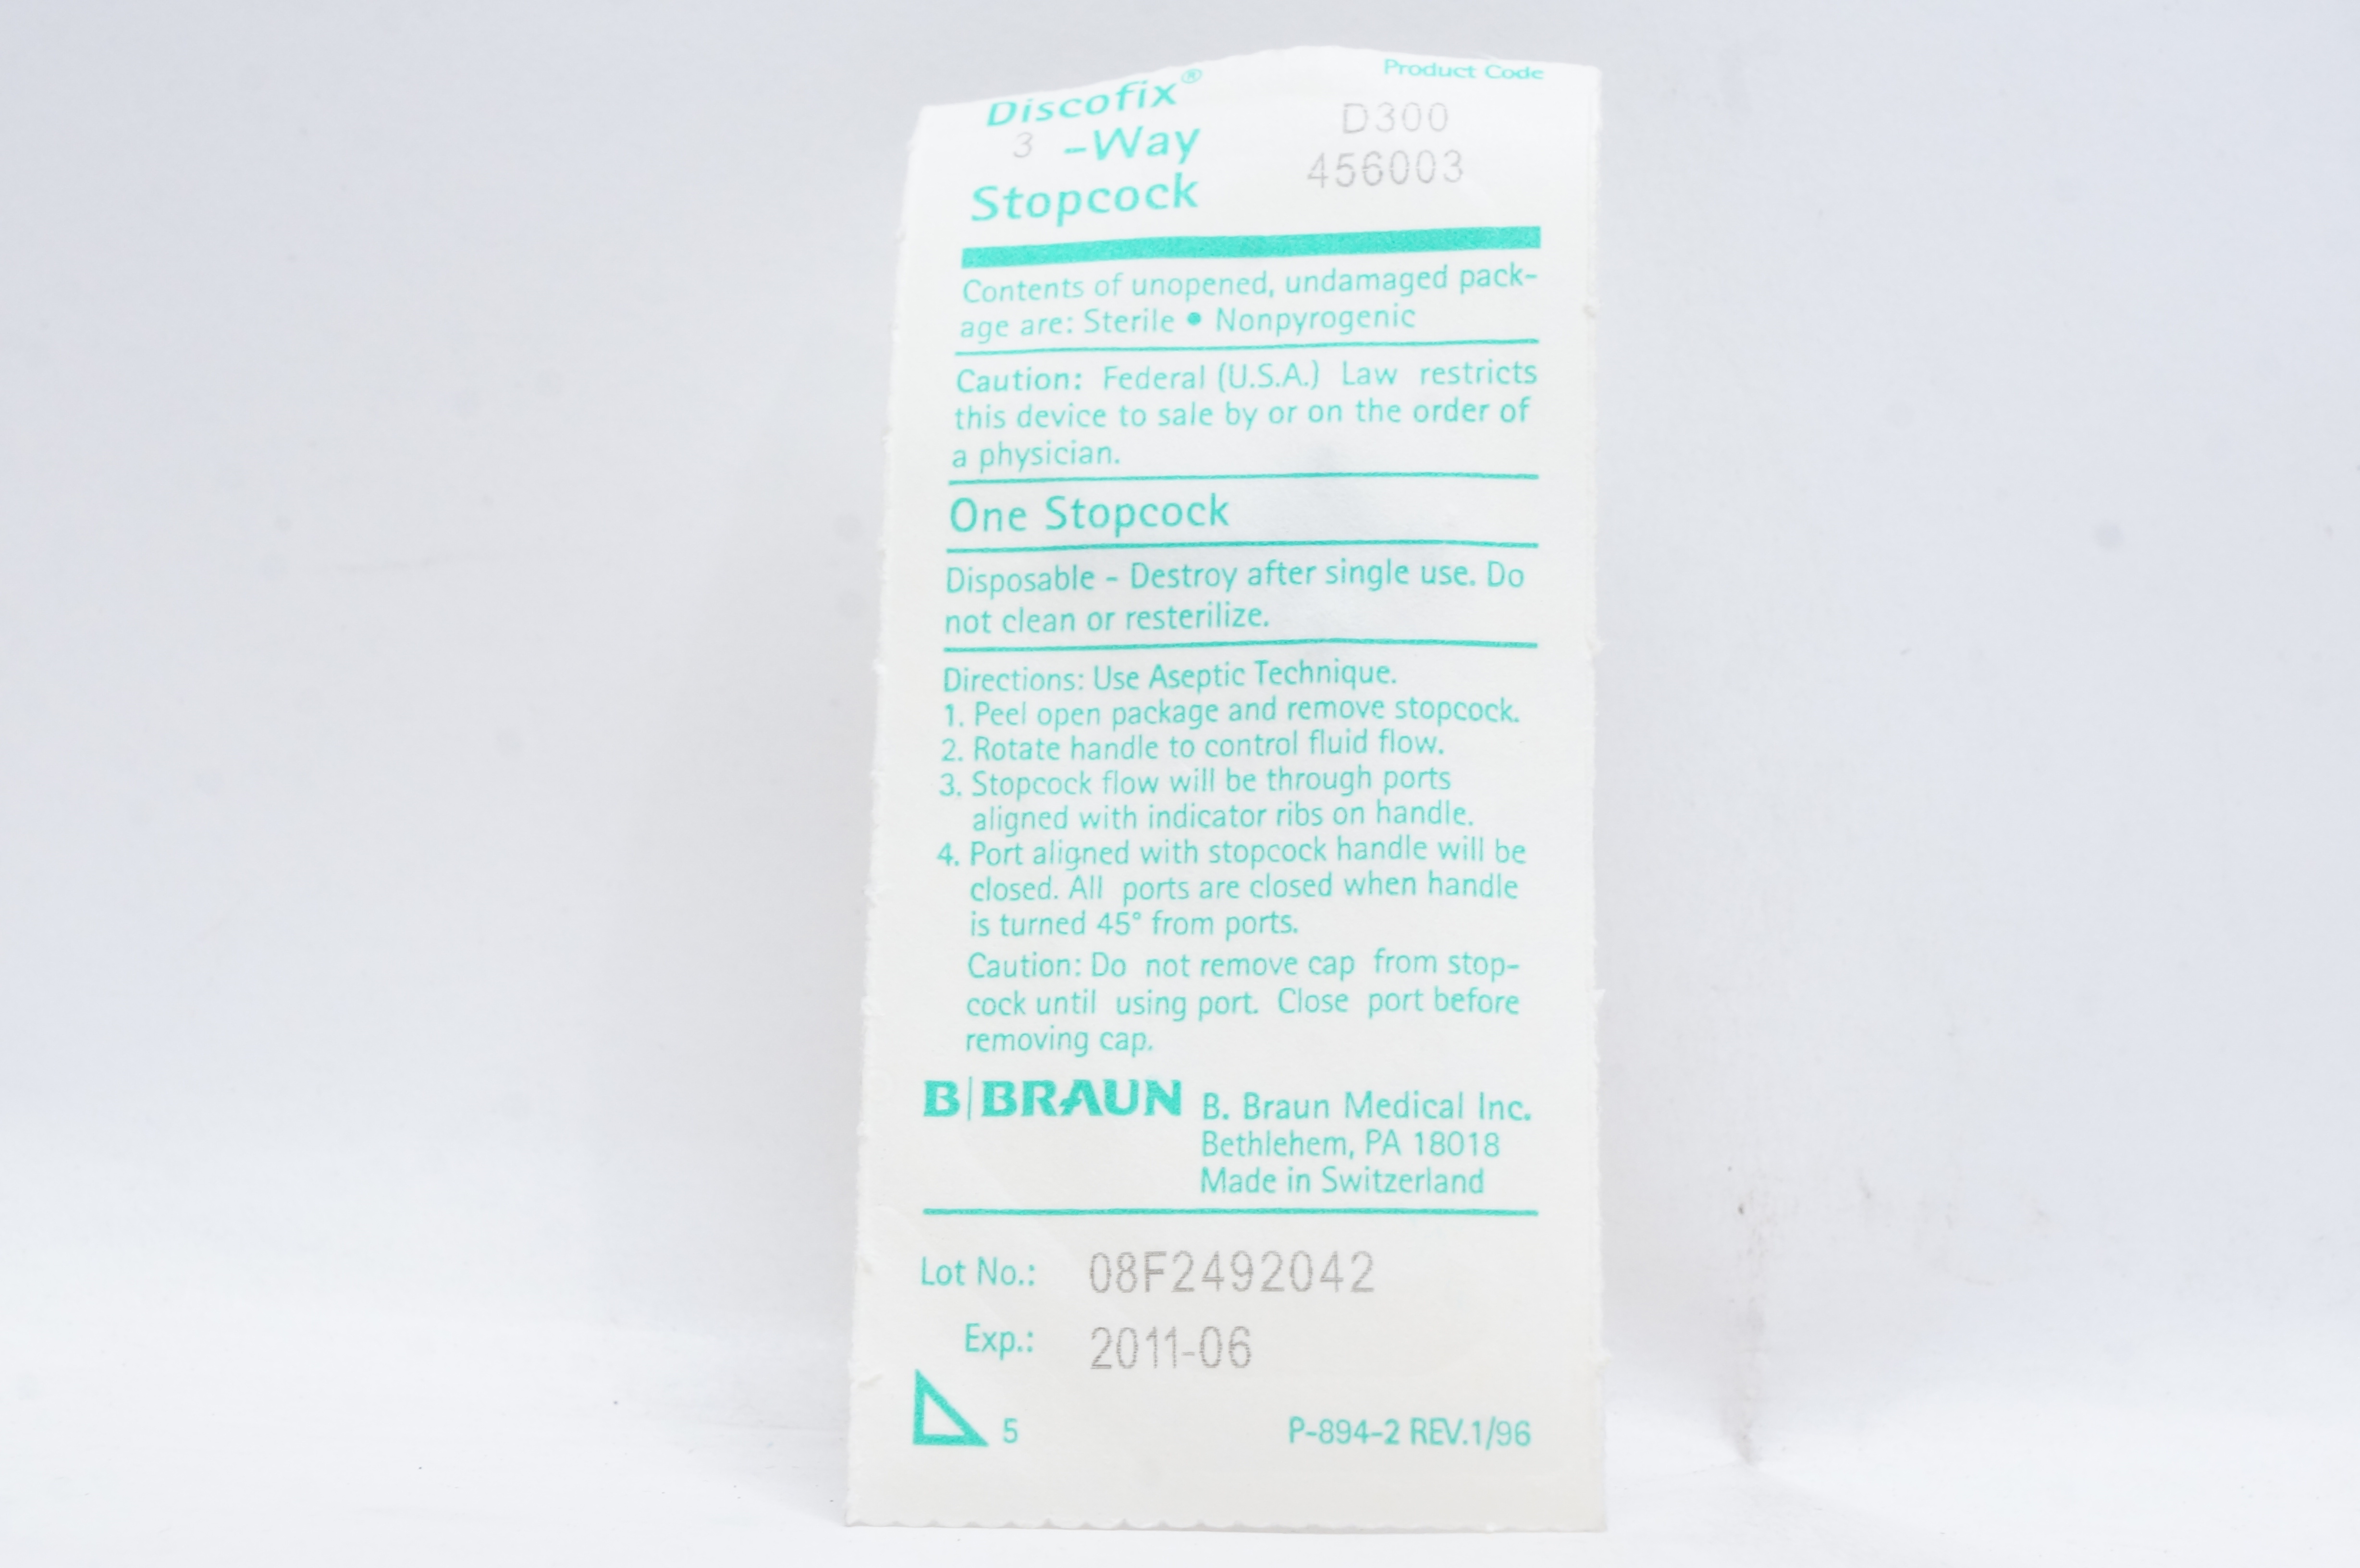 Discofix®
3 -Way
Stopcock
Product Code
D300
456003
Contents of unopened, undamaged pack-
age are: Sterile • Nonpyrogenic
Caution: Federal (U.S.A.) Law restricts
this device to sale by or on the order of
a physician.
One Stopcock
Disposable - Destroy after single use. Do
not clean or resterilize.
Directions: Use Aseptic Technique.
1. Peel open package and remove stopcock.
2. Rotate handle to control fluid flow.
3. Stopcock flow will be through ports
aligned with indicator ribs on handle.
4. Port aligned with stopcock handle will be
closed. All ports are closed when handle
is turned 45° from ports.
Caution: Do not remove cap from stop-
cock until using port. Close port before
removing cap.
B|BRAUN
B. Braun Medical Inc.
Bethlehem, PA 18018
Made in Switzerland
Lot No.: 08F2492042
Exp.: 2011-06
5
P-894-2 REV.1/96